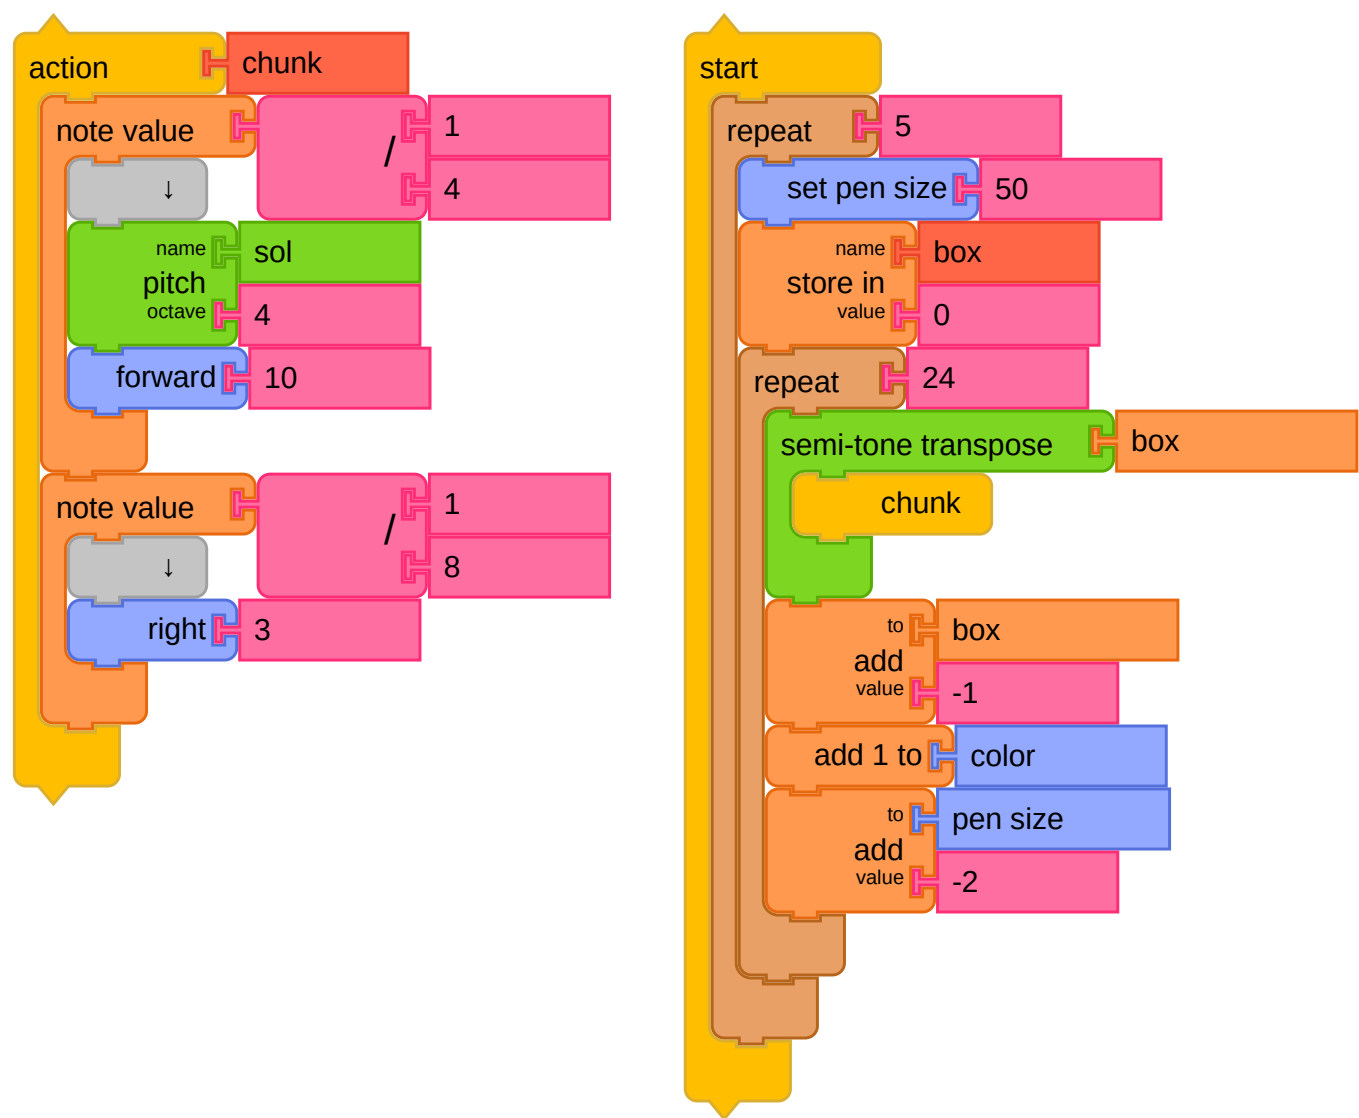 action
chunk
note value
/
1
4
↓
name
pitch
octave
sol
4
forward
10
note value
/
1
8
↓
right
3
start
repeat
5
set pen size
50
name
store in
value
box
0
repeat
24
semi-tone transpose
box
chunk
to
add
value
box
-1
add 1 to
color
to
add
value
pen size
-2